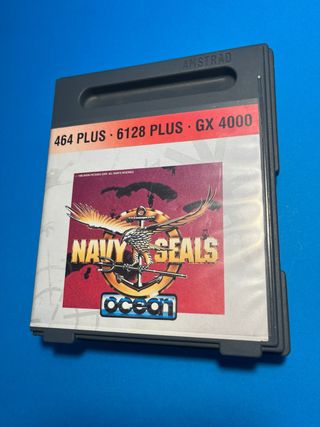 AMSTRAD
464 PLUS · 6128 PLUS · GX 4000
NAVY SEALS
ocean